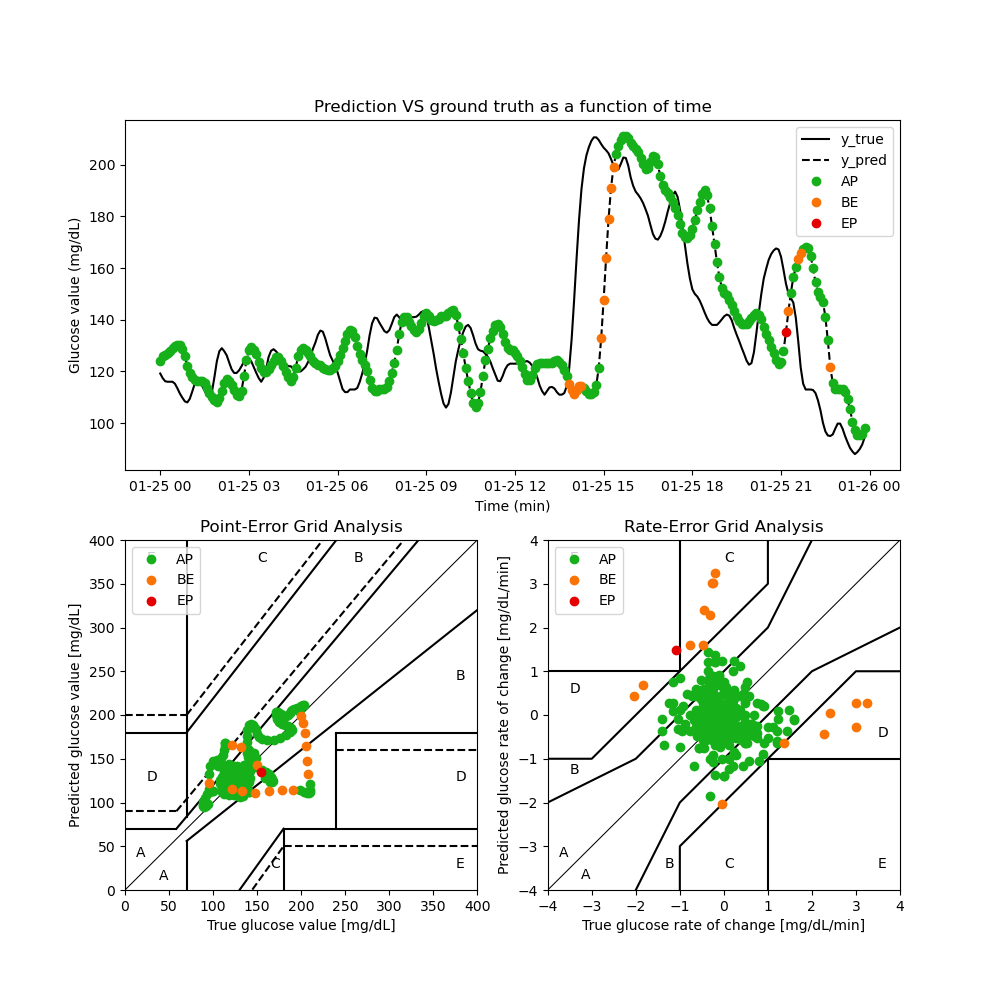 Prediction VS ground truth as a function of time
Glucose value (mg/dL)
200
180
160
140
120
100
y_true
y_pred
AP
BE
EP
01-25 00 01-25 03 01-25 06 01-25 09 01-25 12 01-25 15 01-25 18 01-25 21 01-26 00
Time (min)
Point-Error Grid Analysis
Predicted glucose value [mg/dL]
400
350
300
250
200
150
100
50
0
AP
BE
EP
C
B
B
D
D
A
A
C
E
0 50 100 150 200 250 300 350 400
True glucose value [mg/dL]
Rate-Error Grid Analysis
Predicted glucose rate of change [mg/dL/min]
4
3
2
1
0
−1
−2
−3
−4
AP
BE
EP
C
D
D
B
A
A
B
C
E
−4 −3 −2 −1 0 1 2 3 4
True glucose rate of change [mg/dL/min]